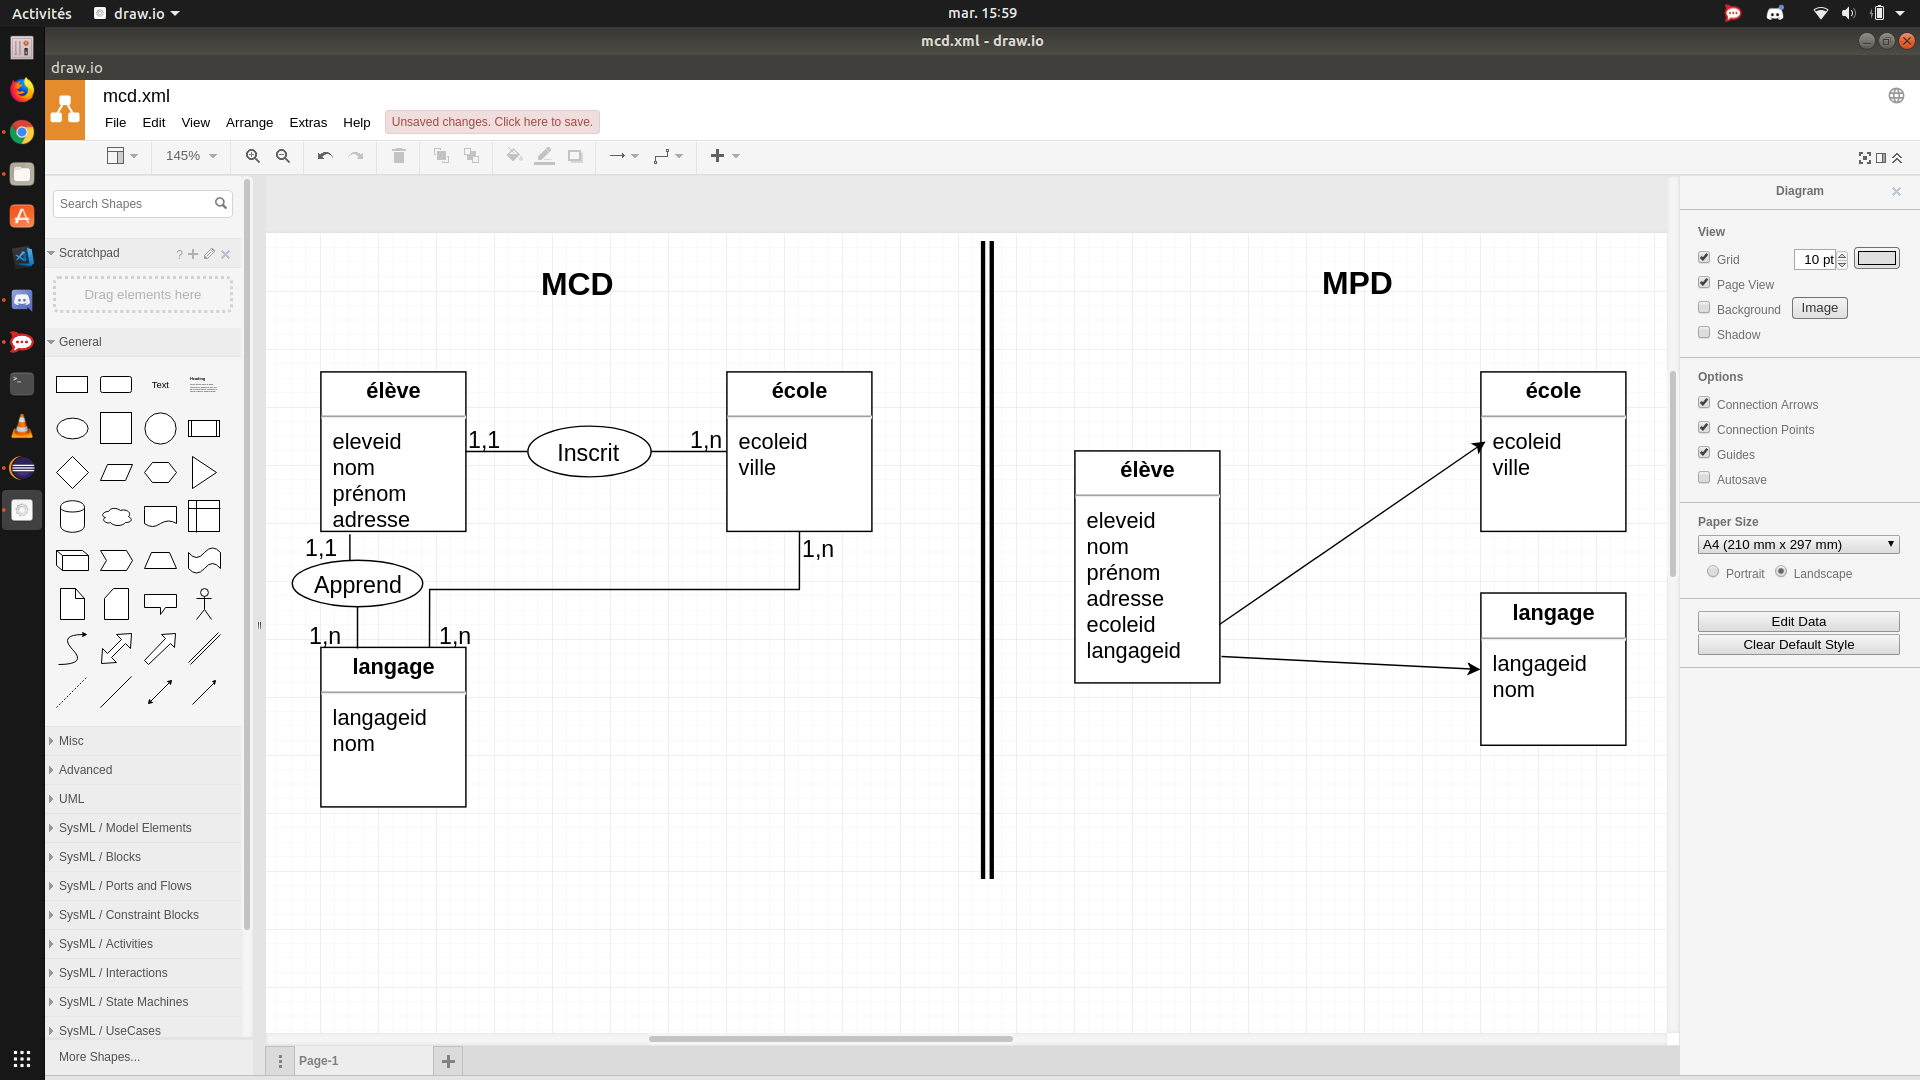 Activités
draw.io
mar. 15:59
mcd.xml - draw.io
draw.io
mcd.xml
File Edit View Arrange Extras Help Unsaved changes. Click here to save.
145%
Search Shapes
Scratchpad
?
Drag elements here
General
Text
Heading
Misc
Advanced
UML
SysML / Model Elements
SysML / Blocks
SysML / Ports and Flows
SysML / Constraint Blocks
SysML / Activities
SysML / Interactions
SysML / State Machines
SysML / UseCases
More Shapes...
MCD
élève
eleveid
nom
prénom
adresse
1,1
Inscrit
1,n
école
ecoleid
ville
1,1
1,n
Apprend
1,n
1,n
langage
langageid
nom
MPD
élève
eleveid
nom
prénom
adresse
ecoleid
langageid
école
ecoleid
ville
langage
langageid
nom
Page-1
Diagram
View
Grid
10 pt
Page View
Background
Image
Shadow
Options
Connection Arrows
Connection Points
Guides
Autosave
Paper Size
A4 (210 mm x 297 mm)
Portrait
Landscape
Edit Data
Clear Default Style